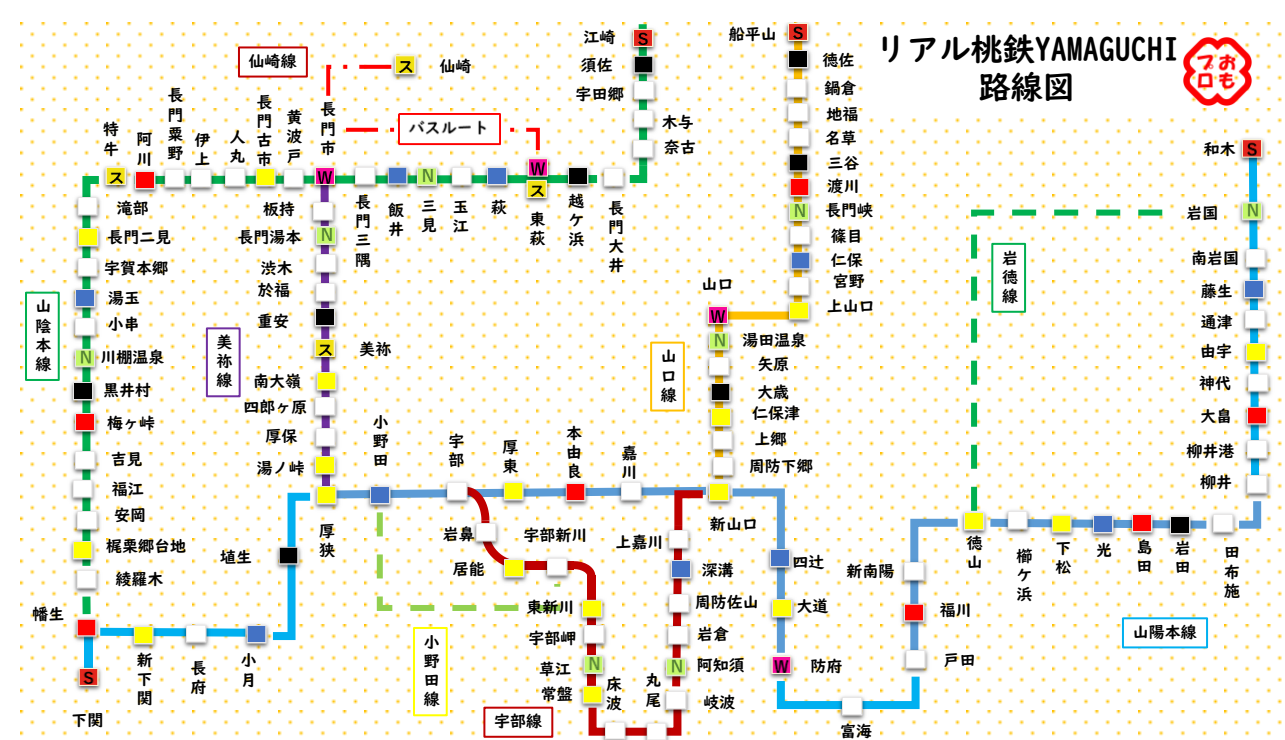 リアル桃鉄YAMAGUCHI
路線図
おも
プロ
仙崎線
ス
仙崎
バスルート
江崎
S
須佐
宇田郷
木与
奈古
船平山
S
徳佐
鍋倉
地福
名草
三谷
渡川
長門峡
N
篠目
仁保
宮野
上山口
山口
W
湯田温泉
N
矢原
大歳
仁保津
上郷
周防下郷
新山口
山口線
特牛
ス
阿川
長門粟野
伊上
人丸
長門古市
黄波戸
長門市
W
長門三隅
飯井
三見
N
玉江
萩
東萩
W
ス
越ケ浜
長門大井
滝部
長門二見
宇賀本郷
湯玉
小串
川棚温泉
N
黒井村
梅ヶ峠
吉見
福江
安岡
梶栗郷台地
綾羅木
幡生
S
下関
山陰本線
板持
長門湯本
N
渋木
於福
重安
ス
美祢
南大嶺
四郎ヶ原
厚保
湯ノ峠
厚狭
美祢線
新下関
長府
小月
埴生
小野田
宇部
厚東
本由良
嘉川
岩鼻
居能
宇部新川
東新川
宇部岬
草江
N
常盤
床波
丸尾
岐波
阿知須
N
岩倉
周防佐山
深溝
上嘉川
小野田線
宇部線
四辻
大道
W
防府
富海
戸田
福川
新南陽
徳山
櫛ケ浜
下松
光
島田
岩田
田布施
柳井
柳井港
大畠
神代
由宇
通津
藤生
南岩国
岩国
N
和木
S
岩徳線
山陽本線